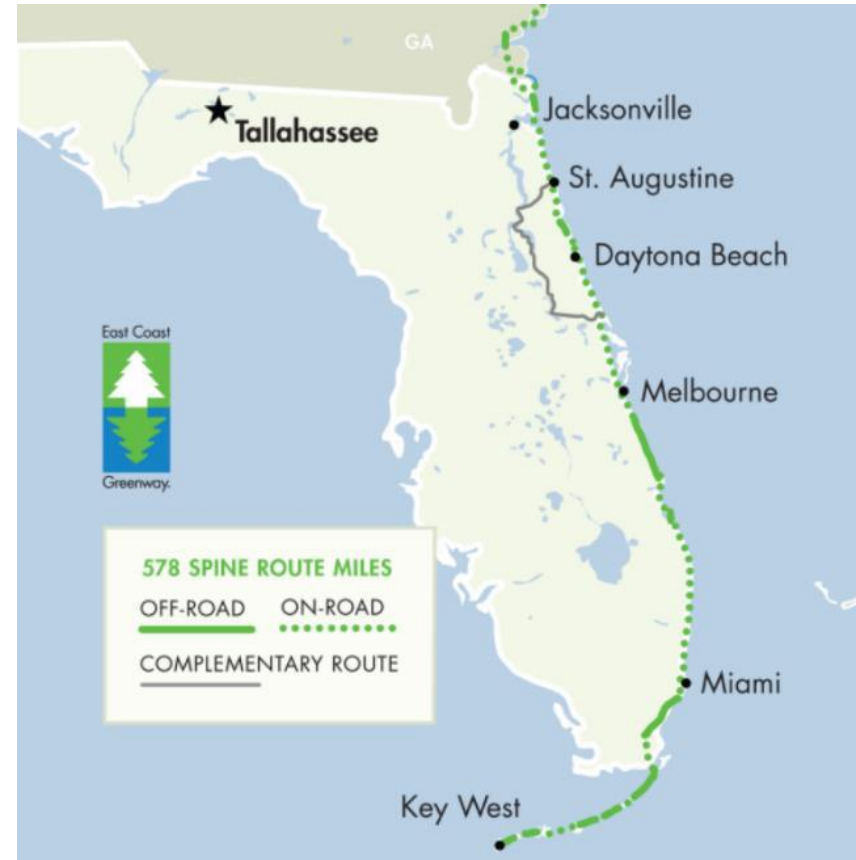 GA
Jacksonville
Tallahassee
St. Augustine
Daytona Beach
East Coast
Greenway.
Melbourne
578 SPINE ROUTE MILES
OFF-ROAD ON-ROAD
COMPLEMENTARY ROUTE
Miami
Key West